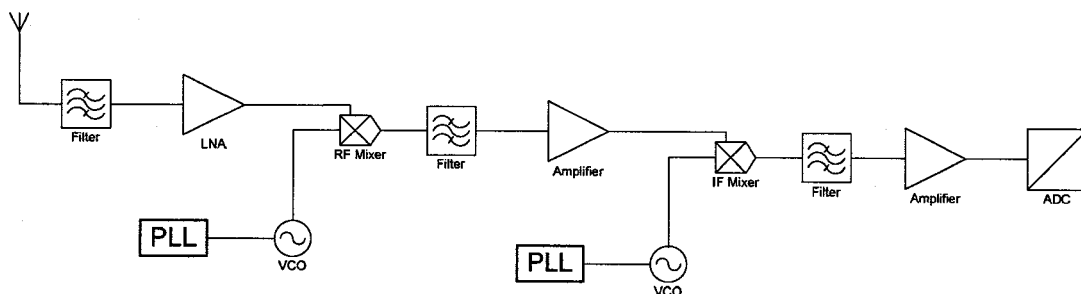 Filter
LNA
RF Mixer
Filter
Amplifier
IF Mixer
Filter
Amplifier
ADC
PLL
VCO
PLL
VCO